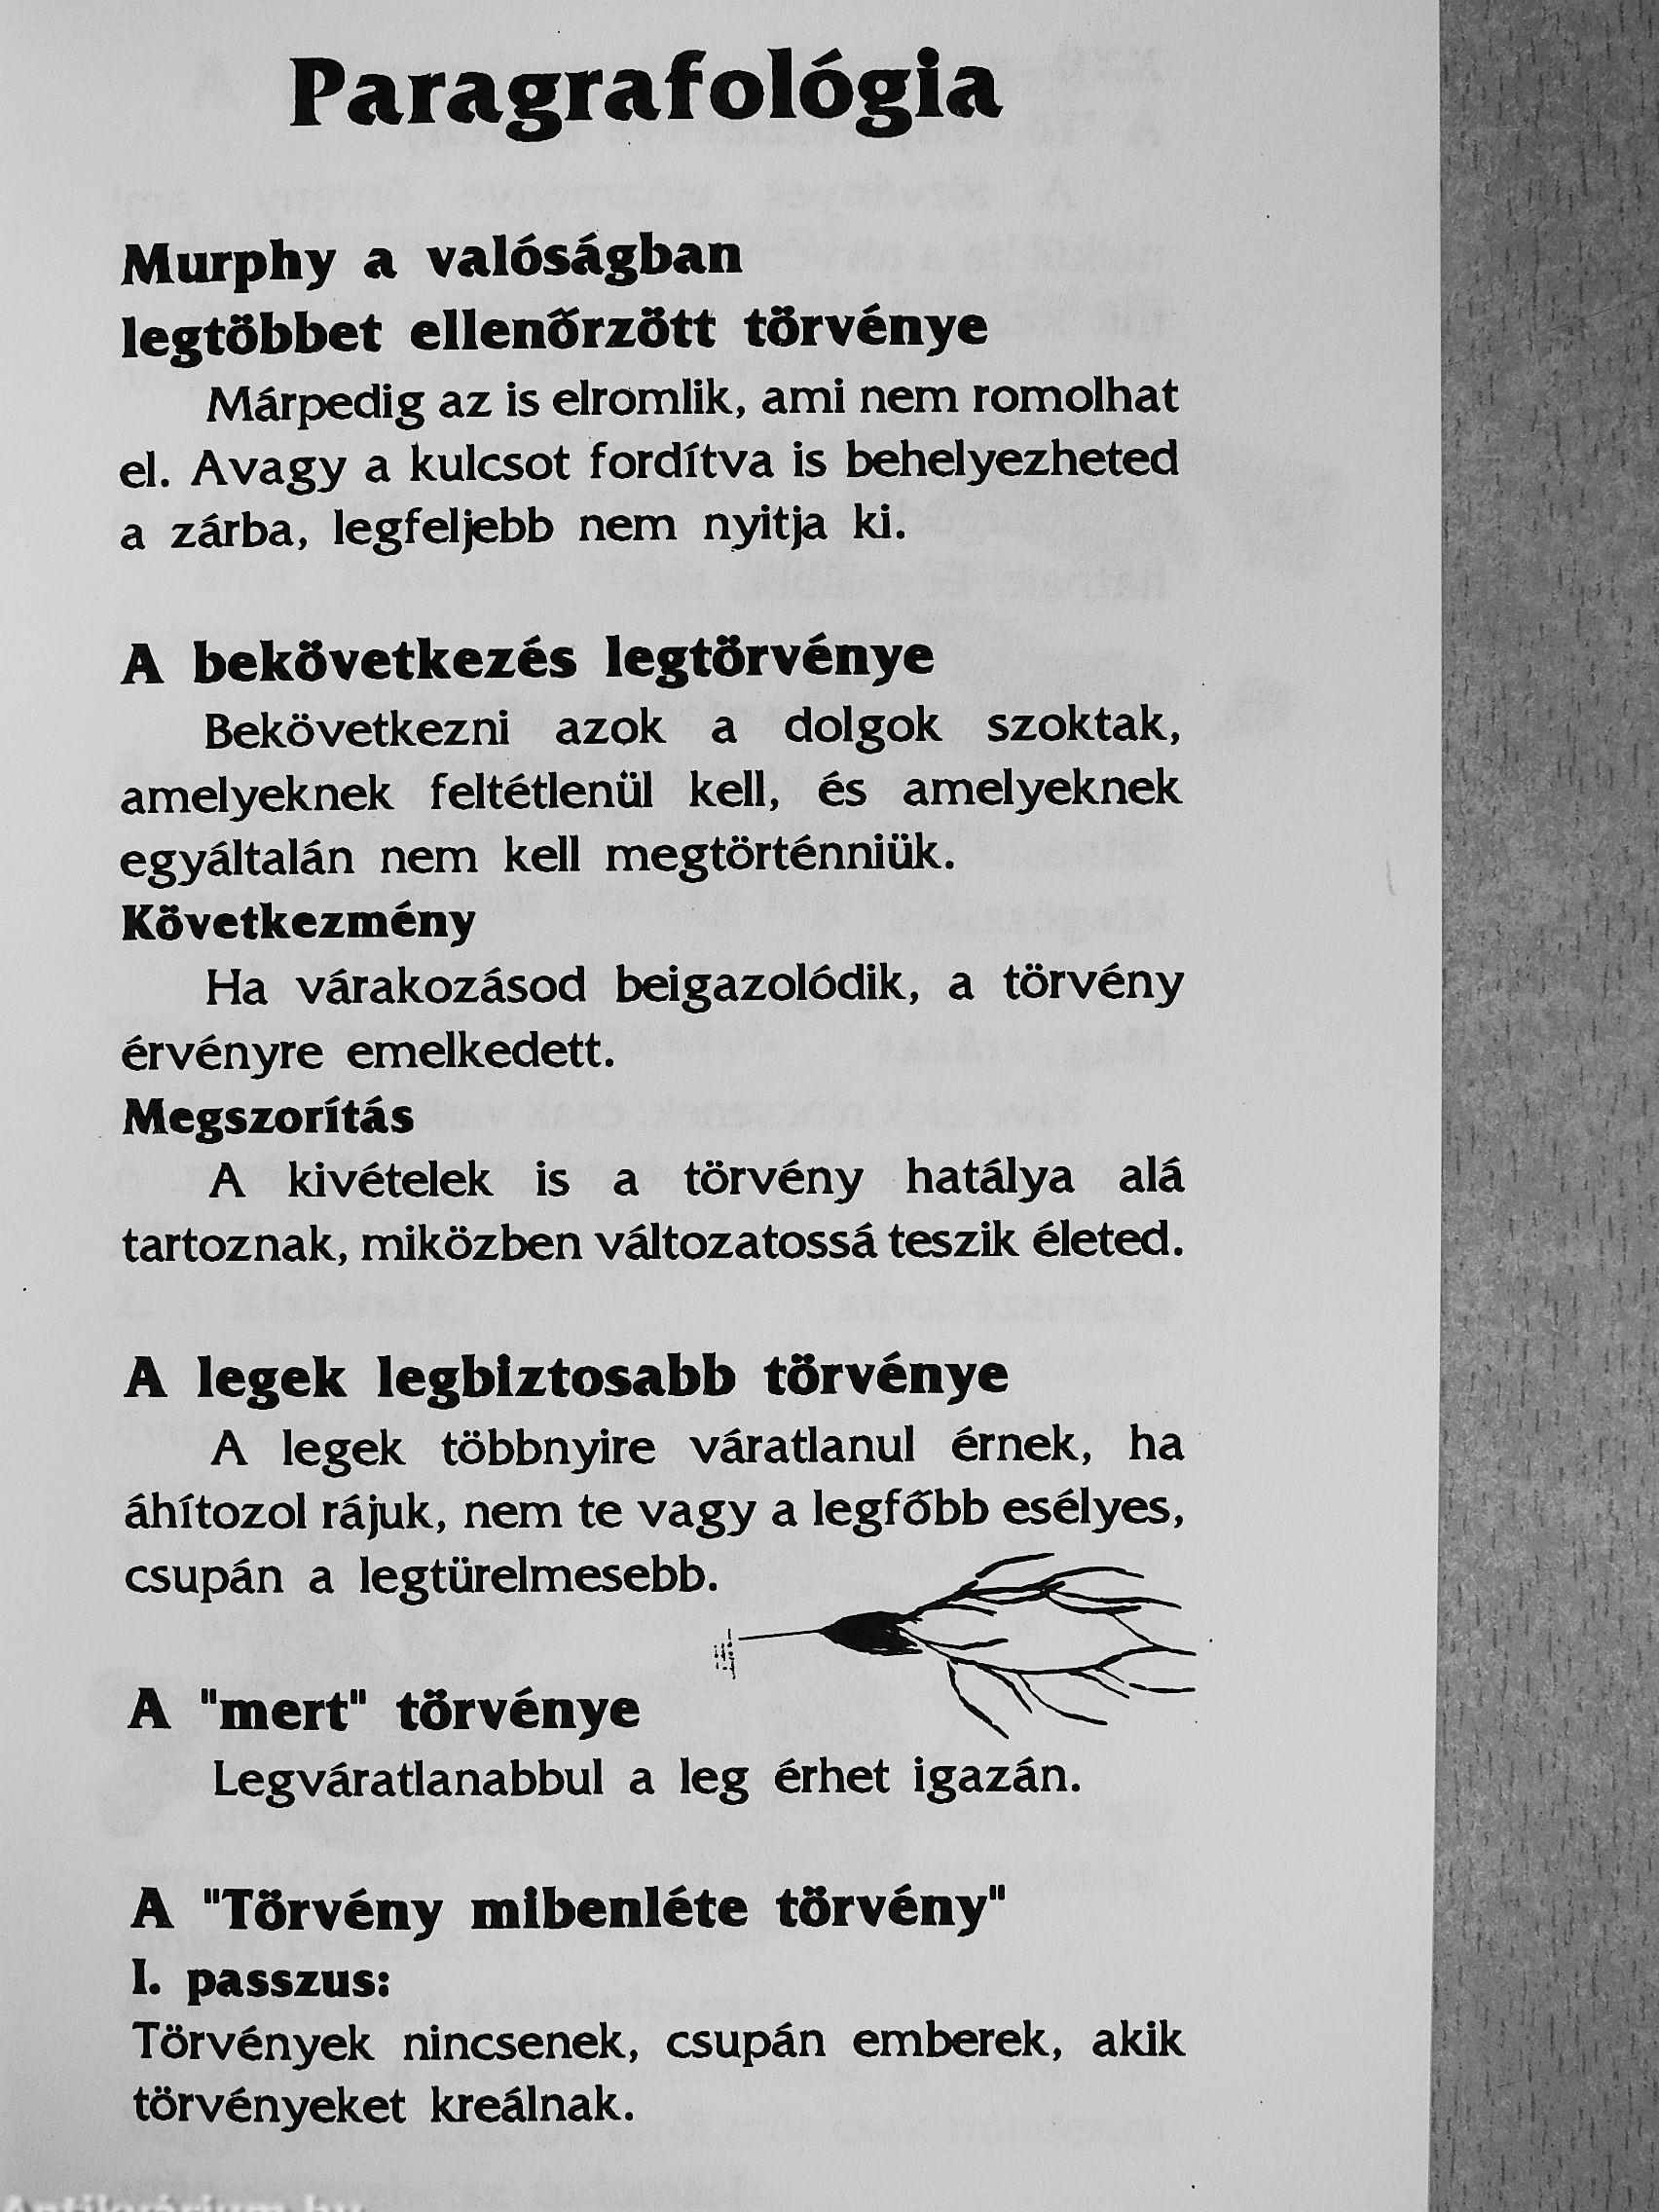 Paragrafológia
Murphy a valóságban
legtöbbet ellenőrzött törvénye
Márpedig az is elromlik, ami nem romolhat
el. Avagy a kulcsot fordítva is behelyezheted
a zárba, legfeljebb nem nyitja ki.
A bekövetkezés legtörvénye
Bekövetkezni azok a dolgok szoktak,
amelyeknek feltétlenül kell, és amelyeknek
egyáltalán nem kell megtörténniük.
Következmény
Ha várakozásod beigazolódik, a törvény
érvényre emelkedett.
Megszorítás
A kivételek is a törvény hatálya alá
tartoznak, miközben változatossá teszik életed.
A legek legbiztosabb törvénye
A legek többnyire váratlanul érnek, ha
áhítozol rájuk, nem te vagy a legfőbb esélyes,
csupán a legtürelmesebb.
A "mert" törvénye
Legváratlanabbul a leg érhet igazán.
A "Törvény mibenléte törvény"
I. passzus:
Törvények nincsenek, csupán emberek, akik
törvényeket kreálnak.